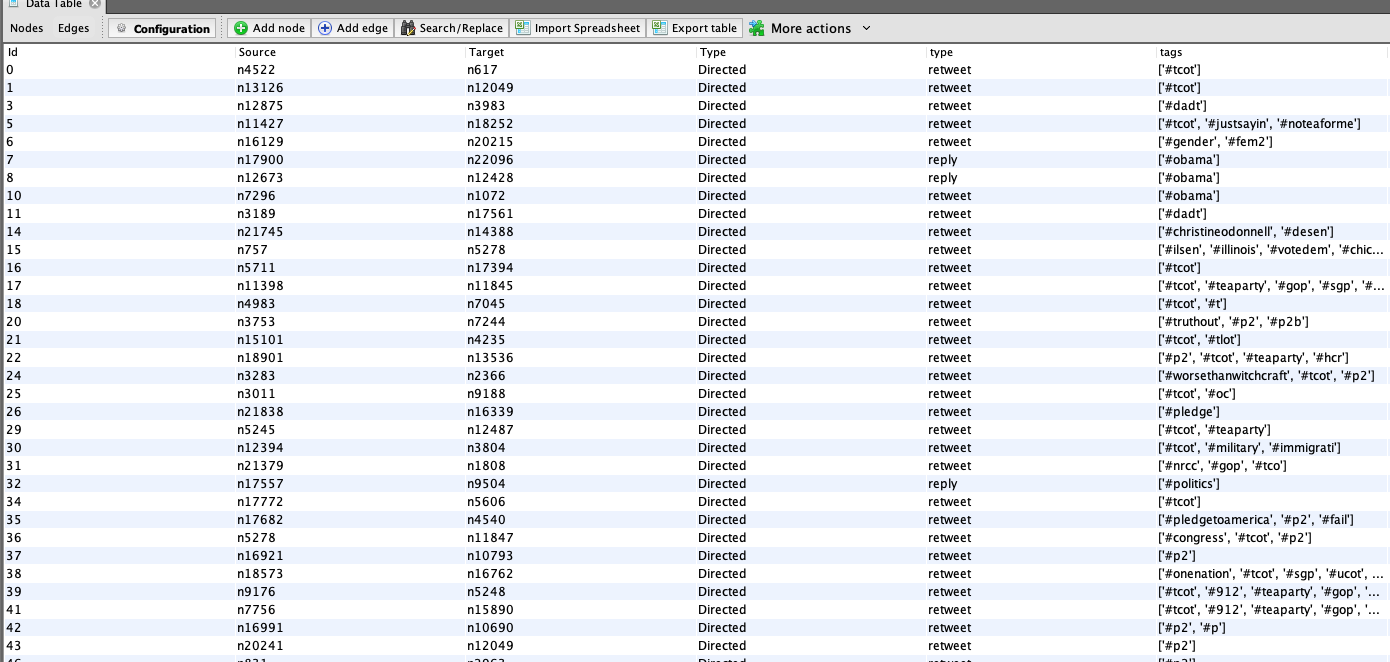 Data Table
Nodes Edges Configuration Add node Add edge Search/Replace Import Spreadsheet Export table More actions
Id Source Target Type type tags
0 n4522 n617 Directed retweet ['#tcot']
1 n13126 n12049 Directed retweet ['#tcot']
3 n12875 n3983 Directed retweet ['#dadt']
5 n11427 n18252 Directed retweet ['#tcot', '#justsayin', '#noteaforme']
6 n16129 n20215 Directed retweet ['#gender', '#fem2']
7 n17900 n22096 Directed reply ['#obama']
8 n12673 n12428 Directed reply ['#obama']
10 n7296 n1072 Directed retweet ['#obama']
11 n3189 n17561 Directed retweet ['#dadt']
14 n21745 n14388 Directed retweet ['#christineodonnell', '#desen']
15 n757 n5278 Directed retweet ['#ilsen', '#illinois', '#votedem', '#chic...
16 n5711 n17394 Directed retweet ['#tcot']
17 n11398 n11845 Directed retweet ['#tcot', '#teaparty', '#gop', '#sgp', '#...
18 n4983 n7045 Directed retweet ['#tcot', '#t']
20 n3753 n7244 Directed retweet ['#truthout', '#p2', '#p2b']
21 n15101 n4235 Directed retweet ['#tcot', '#tlot']
22 n18901 n13536 Directed retweet ['#p2', '#tcot', '#teaparty', '#hcr']
24 n3283 n2366 Directed retweet ['#worsethanwitchcraft', '#tcot', '#p2']
25 n3011 n9188 Directed retweet ['#tcot', '#oc']
26 n21838 n16339 Directed retweet ['#pledge']
29 n5245 n12487 Directed retweet ['#tcot', '#teaparty']
30 n12394 n3804 Directed retweet ['#tcot', '#military', '#immigrati']
31 n21379 n1808 Directed retweet ['#nrcc', '#gop', '#tco']
32 n17557 n9504 Directed reply ['#politics']
34 n17772 n5606 Directed retweet ['#tcot']
35 n17682 n4540 Directed retweet ['#pledgetoamerica', '#p2', '#fail']
36 n5278 n11847 Directed retweet ['#congress', '#tcot', '#p2']
37 n16921 n10793 Directed retweet ['#p2']
38 n18573 n16762 Directed retweet ['#onenation', '#tcot', '#sgp', '#ucot', ...
39 n9176 n5248 Directed retweet ['#tcot', '#912', '#teaparty', '#gop', '...
41 n7756 n15890 Directed retweet ['#tcot', '#912', '#teaparty', '#gop', '...
42 n16991 n10690 Directed retweet ['#p2', '#p']
43 n20241 n12049 Directed retweet ['#p2']